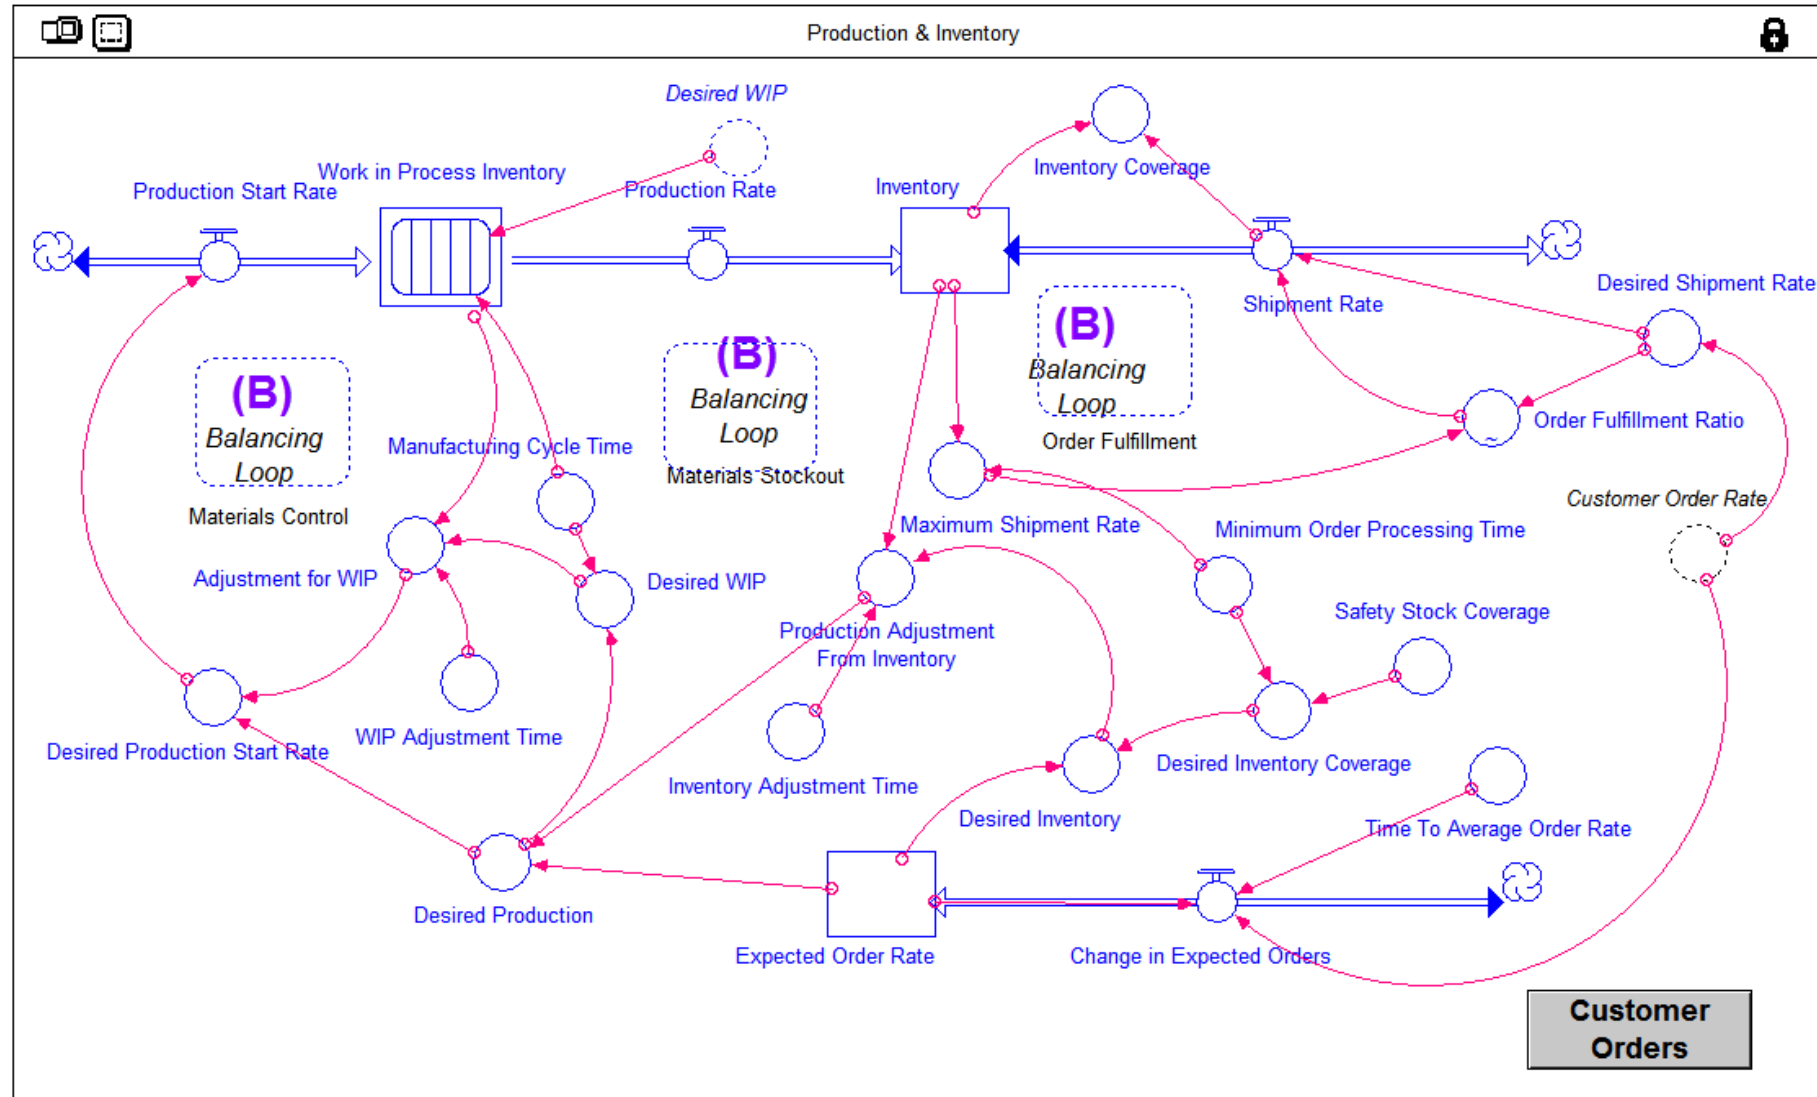 Production & Inventory
Desired WIP
Work in Process Inventory
Production Start Rate
Production Rate
Inventory
Inventory Coverage
Shipment Rate
Desired Shipment Rate
(B)
Balancing
Loop
Materials Control
(B)
Balancing
Loop
Materials Stockout
(B)
Balancing
Loop
Order Fulfillment
Order Fulfillment Ratio
~
Manufacturing Cycle Time
Customer Order Rate
Maximum Shipment Rate
Minimum Order Processing Time
Adjustment for WIP
Desired WIP
Safety Stock Coverage
Production Adjustment
From Inventory
WIP Adjustment Time
Desired Production Start Rate
Inventory Adjustment Time
Desired Inventory Coverage
Desired Inventory
Time To Average Order Rate
Desired Production
Expected Order Rate
Change in Expected Orders
Customer
Orders